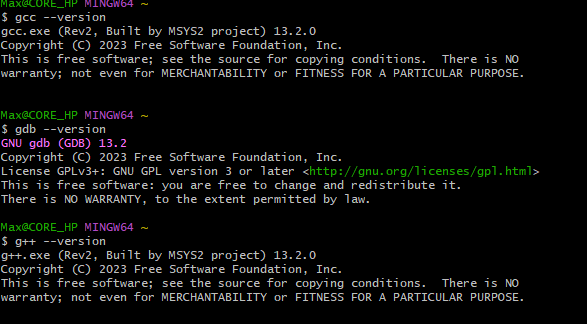 Max@CORE_HP MINGW64 ~
$ gcc --version
gcc.exe (Rev2, Built by MSYS2 project) 13.2.0
Copyright (C) 2023 Free Software Foundation, Inc.
This is free software; see the source for copying conditions.  There is NO
warranty; not even for MERCHANTABILITY or FITNESS FOR A PARTICULAR PURPOSE.
Max@CORE_HP MINGW64 ~
$ gdb --version
GNU gdb (GDB) 13.2
Copyright (C) 2023 Free Software Foundation, Inc.
License GPLv3+: GNU GPL version 3 or later <http://gnu.org/licenses/gpl.html>
This is free software: you are free to change and redistribute it.
There is NO WARRANTY, to the extent permitted by law.
Max@CORE_HP MINGW64 ~
$ g++ --version
g++.exe (Rev2, Built by MSYS2 project) 13.2.0
Copyright (C) 2023 Free Software Foundation, Inc.
This is free software; see the source for copying conditions.  There is NO
warranty; not even for MERCHANTABILITY or FITNESS FOR A PARTICULAR PURPOSE.